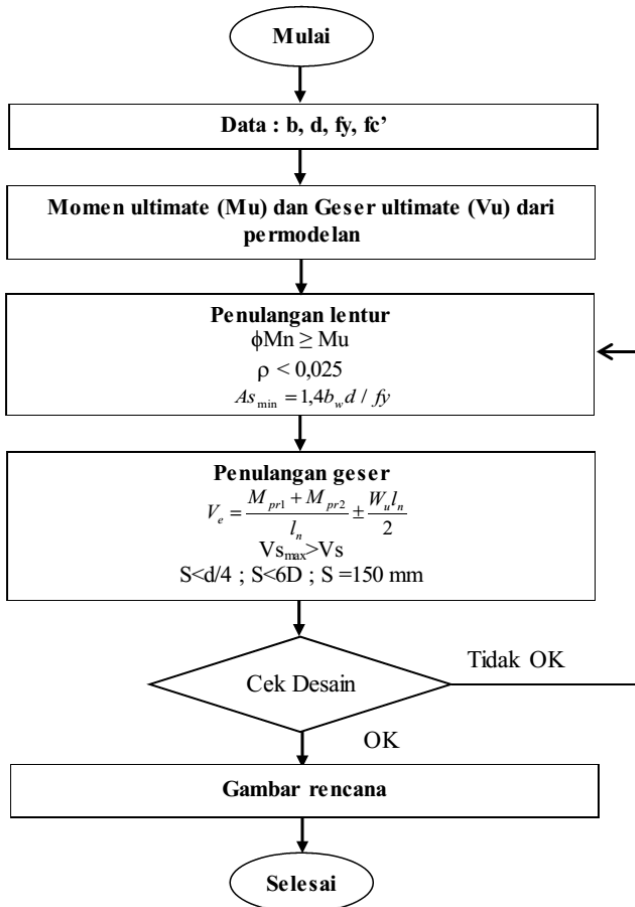 Mulai
Data : b, d, fy, fc’
Momen ultimate (Mu) dan Geser ultimate (Vu) dari
permodelan
Penulangan lentur
ϕMn ≥ Mu
ρ < 0,025
As_min = 1,4b_w d / fy
Penulangan geser
V_e = (M_pr1 + M_pr2) / l_n ± (W_u l_n) / 2
Vs_max>Vs
S<d/4 ; S<6D ; S =150 mm
Cek Desain
Tidak OK
OK
Gambar rencana
Selesai